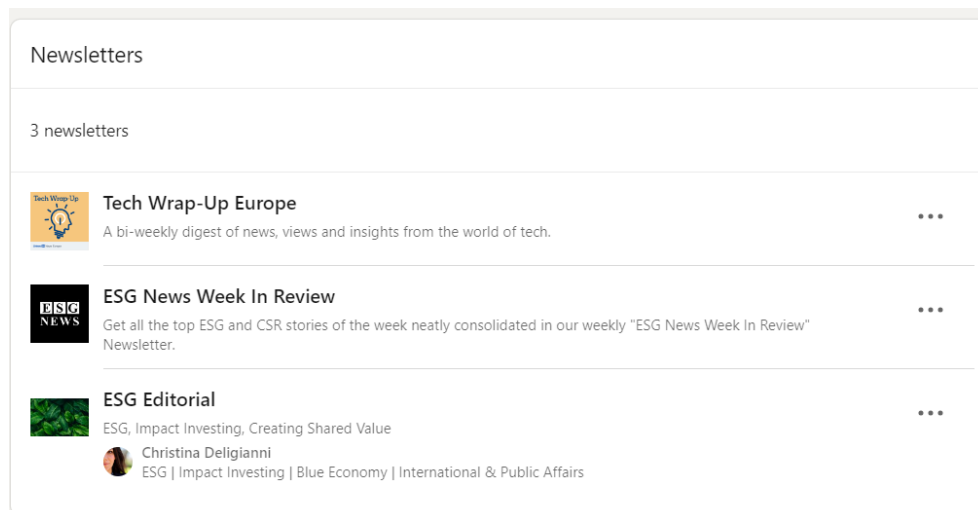 Newsletters
3 newsletters
Tech Wrap-Up
Tech Wrap-Up Europe
A bi-weekly digest of news, views and insights from the world of tech.
ESG
NEWS
ESG News Week In Review
Get all the top ESG and CSR stories of the week neatly consolidated in our weekly "ESG News Week In Review"
Newsletter.
ESG Editorial
ESG, Impact Investing, Creating Shared Value
Christina Deligianni
ESG | Impact Investing | Blue Economy | International & Public Affairs